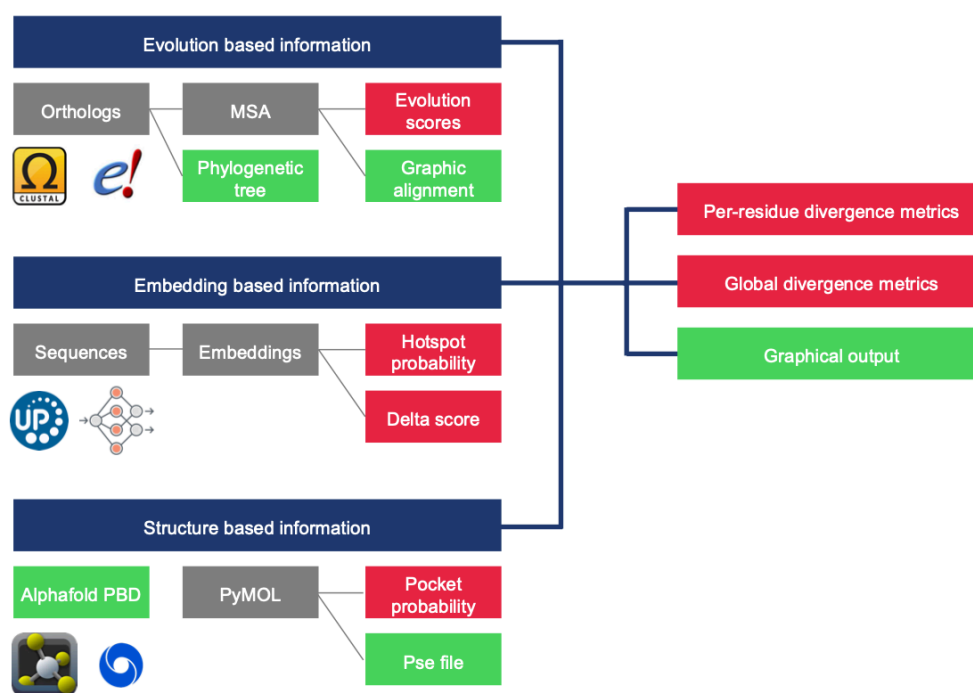 Evolution based information
Orthologs
MSA
Evolution
scores
Phylogenetic
tree
Graphic
alignment
Ω
CLUSTAL
e!
Per-residue divergence metrics
Embedding based information
Global divergence metrics
Sequences
Embeddings
Hotspot
probability
Graphical output
UP
Delta score
Structure based information
Alphafold PBD
PyMOL
Pocket
probability
Pse file